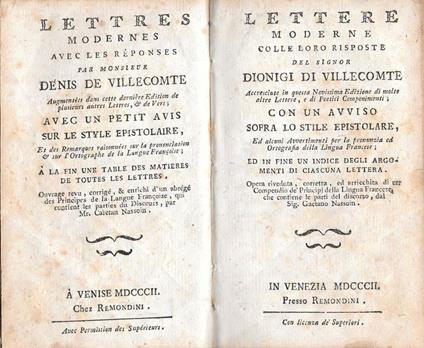 LETTRES
MODERNES
AVEC LES RÉPONSES
PAR MONSIEUR
DENIS DE VILLECOMTE
Augmentées dans cette dernière Edition de
plusieurs autres Lettres, & de Vers;
AVEC UN PETIT AVIS
SUR LE STYLE EPISTOLAIRE,
Et des Remarques raisonnées sur la prononciation
& sur l'Ortographe de la Langue Françoise;
À LA FIN UNE TABLE DES MATIERES
DE TOUTES LES LETTRES.
Ouvrage revu, corrigé, & enrichi d'un abrégé
des Principes de la Langue Françoise, qui
contient les parties du Discours, par
Mr. Caietan Nassoin.
À VENISE MDCCCII.
Chez REMONDINI.
Avec Permission des Supérieurs.
LETTERE
MODERNE
COLLE LORO RISPOSTE
DEL SIGNOR
DIONIGI DI VILLECOMTE
Accresciute in questa Novissima Edizione di molte
altre Lettere, e di Poetici Componimenti;
CON UN AVVISO
SOPRA LO STILE EPISTOLARE,
Ed alcuni Avvertimenti per la pronunzia ed
Ortografia della Lingua Francese;
ED IN FINE UN INDICE DEGLI ARGO-
MENTI DI CIASCUNA LETTERA.
Opera riveduta, corretta, ed arricchita di un
Compendio de' Principj della Lingua Francese,
che contiene le parti del discorso, dal
Sig. Gaetano Nassoin.
IN VENEZIA MDCCCII.
Presso REMONDINI.
Con licenza de' Superiori.